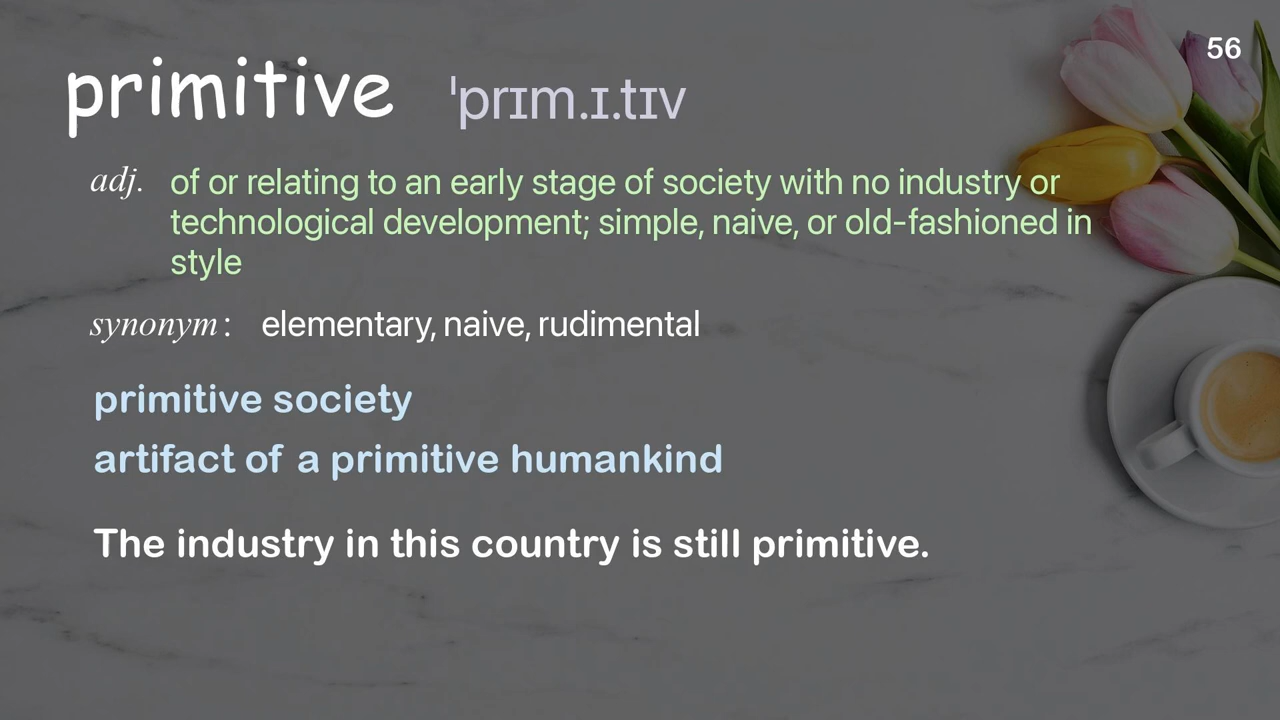 56
primitive ˈprɪm.ɪ.tɪv
adj. of or relating to an early stage of society with no industry or
technological development; simple, naive, or old-fashioned in
style
synonym: elementary, naive, rudimental
primitive society
artifact of a primitive humankind
The industry in this country is still primitive.